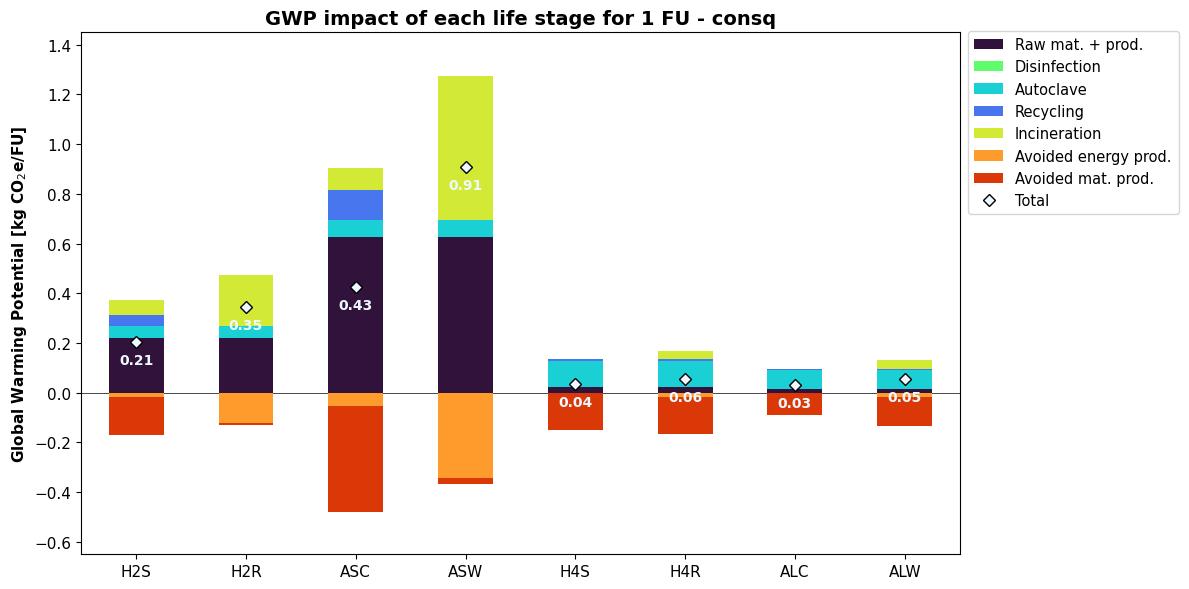 GWP impact of each life stage for 1 FU - consq
Global Warming Potential [kg CO₂e/FU]
1.4
1.2
1.0
0.8
0.6
0.4
0.2
0.0
−0.2
−0.4
−0.6
0.21
0.35
0.43
0.91
0.04
0.06
0.03
0.05
H2S
H2R
ASC
ASW
H4S
H4R
ALC
ALW
Raw mat. + prod.
Disinfection
Autoclave
Recycling
Incineration
Avoided energy prod.
Avoided mat. prod.
Total